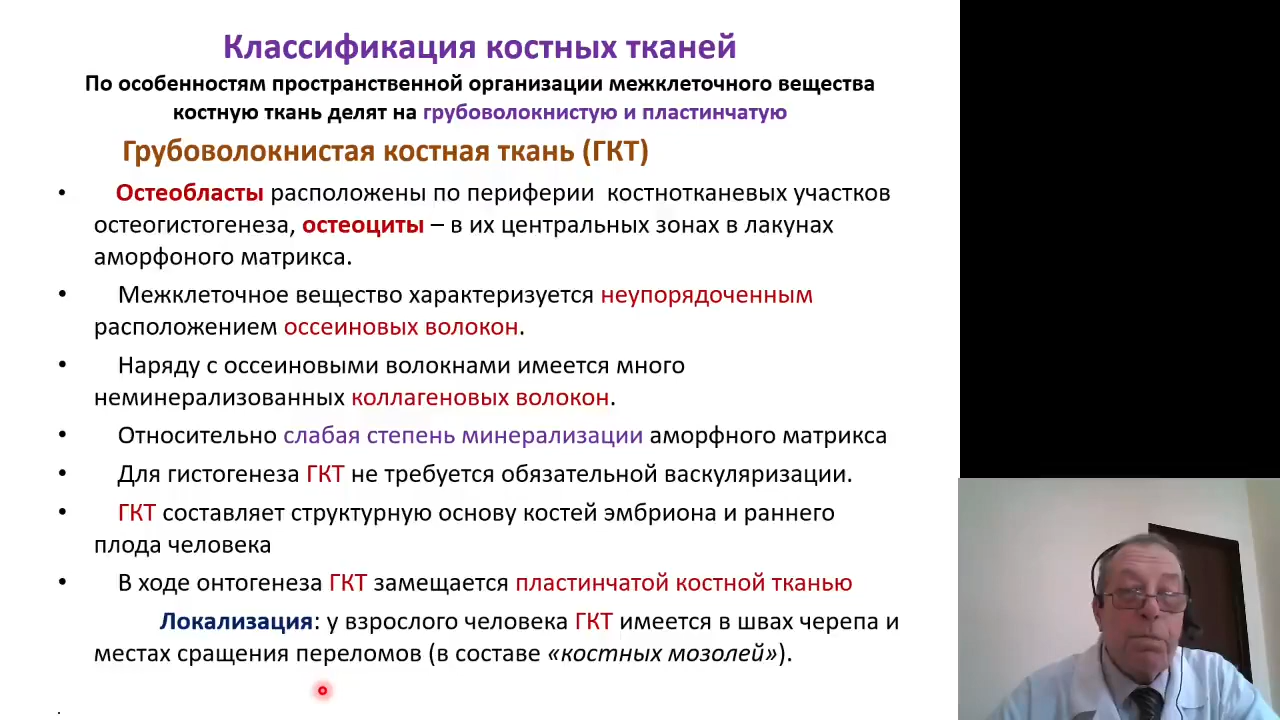 Классификация костных тканей
По особенностям пространственной организации межклеточного вещества
костную ткань делят на грубоволокнистую и пластинчатую
Грубоволокнистая костная ткань (ГКТ)
• Остеобласты расположены по периферии костнотканевых участков
остеогистогенеза, остеоциты – в их центральных зонах в лакунах
аморфоного матрикса.
• Межклеточное вещество характеризуется неупорядоченным
расположением оссеиновых волокон.
• Наряду с оссеиновыми волокнами имеется много
неминерализованных коллагеновых волокон.
• Относительно слабая степень минерализации аморфного матрикса
• Для гистогенеза ГКТ не требуется обязательной васкуляризации.
• ГКТ составляет структурную основу костей эмбриона и раннего
плода человека
• В ходе онтогенеза ГКТ замещается пластинчатой костной тканью
Локализация: у взрослого человека ГКТ имеется в швах черепа и
местах сращения переломов (в составе «костных мозолей»).
.